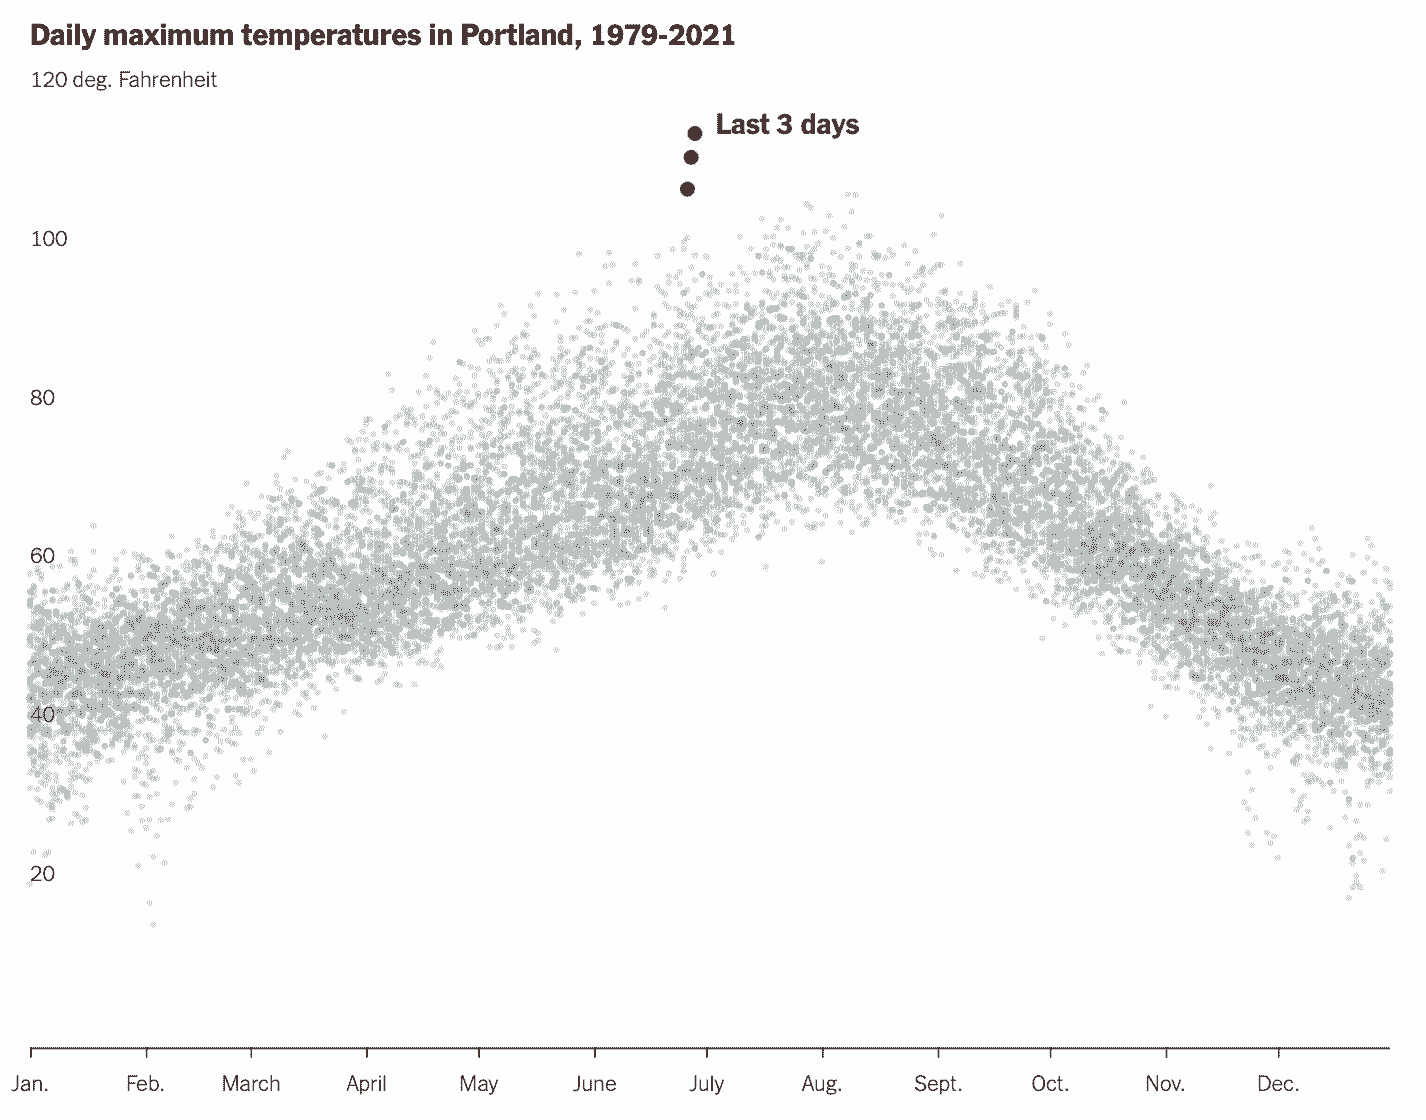 Daily maximum temperatures in Portland, 1979-2021
120 deg. Fahrenheit
Last 3 days
100
80
60
40
20
Jan. Feb. March April May June July Aug. Sept. Oct. Nov. Dec.